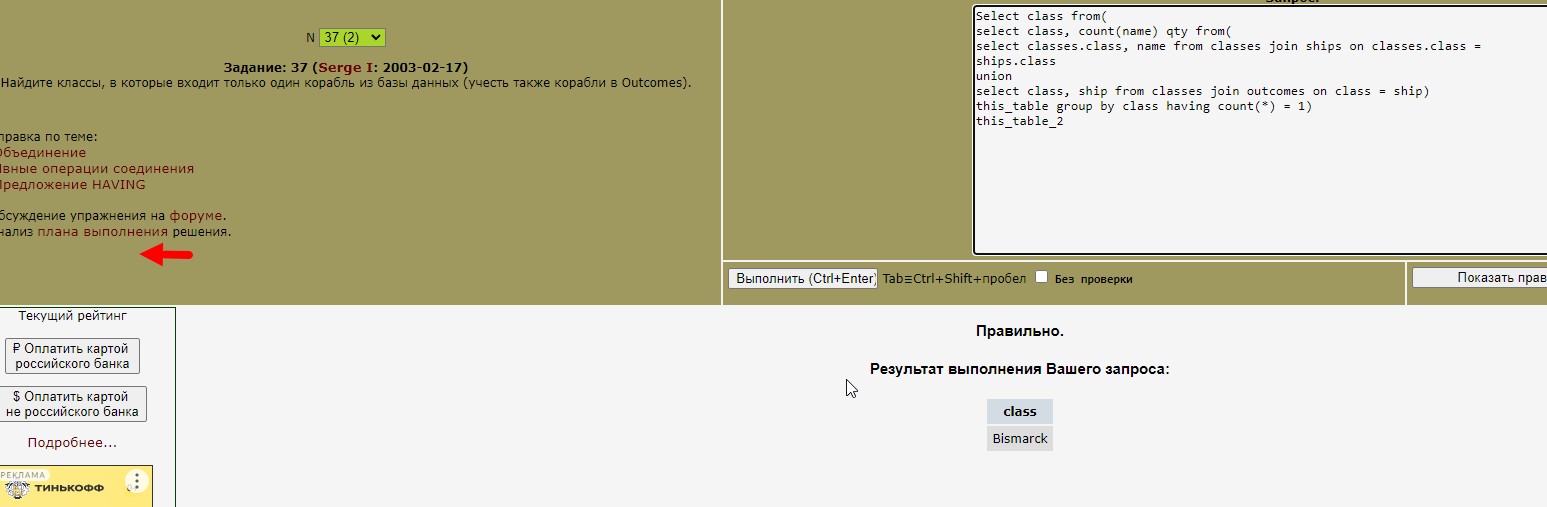 N 37 (2)
Задание: 37 (Serge I: 2003-02-17)
Найдите классы, в которые входит только один корабль из базы данных (учесть также корабли в Outcomes).
правка по теме:
Объединение
Явные операции соединения
Предложение HAVING
бсуждение упражнения на форуме.
нализ плана выполнения решения.
Запрос:
Select class from(
select class, count(name) qty from(
select classes.class, name from classes join ships on classes.class =
ships.class
union
select class, ship from classes join outcomes on class = ship)
this_table group by class having count(*) = 1)
this_table_2
Выполнить (Ctrl+Enter) Tab≡Ctrl+Shift+пробел Без проверки
Показать прав
Текущий рейтинг
₽ Оплатить картой
российского банка
$ Оплатить картой
не российского банка
Подробнее...
РЕКЛАМА
ТИНЬКОФФ
Правильно.
Результат выполнения Вашего запроса:
class
Bismarck